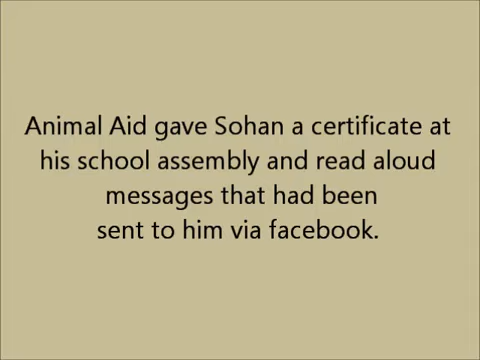 Animal Aid gave Sohan a certificate at
his school assembly and read aloud
messages that had been
sent to him via facebook.